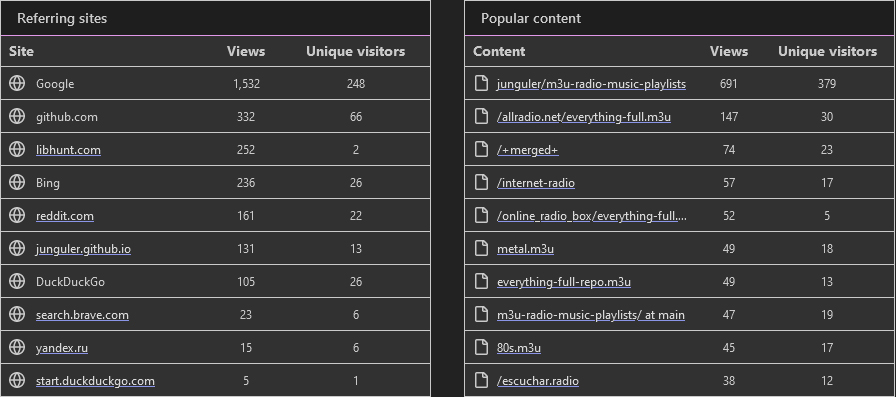 Referring sites
Site Views Unique visitors
Google 1,532 248
github.com 332 66
libhunt.com 252 2
Bing 236 26
reddit.com 161 22
junguler.github.io 131 13
DuckDuckGo 105 26
search.brave.com 23 6
yandex.ru 15 6
start.duckduckgo.com 5 1
Popular content
Content Views Unique visitors
junguler/m3u-radio-music-playlists 691 379
/allradio.net/everything-full.m3u 147 30
/+merged+ 74 23
/internet-radio 57 17
/online_radio_box/everything-full.... 52 5
metal.m3u 49 18
everything-full-repo.m3u 49 13
m3u-radio-music-playlists/ at main 47 19
80s.m3u 45 17
/escuchar.radio 38 12